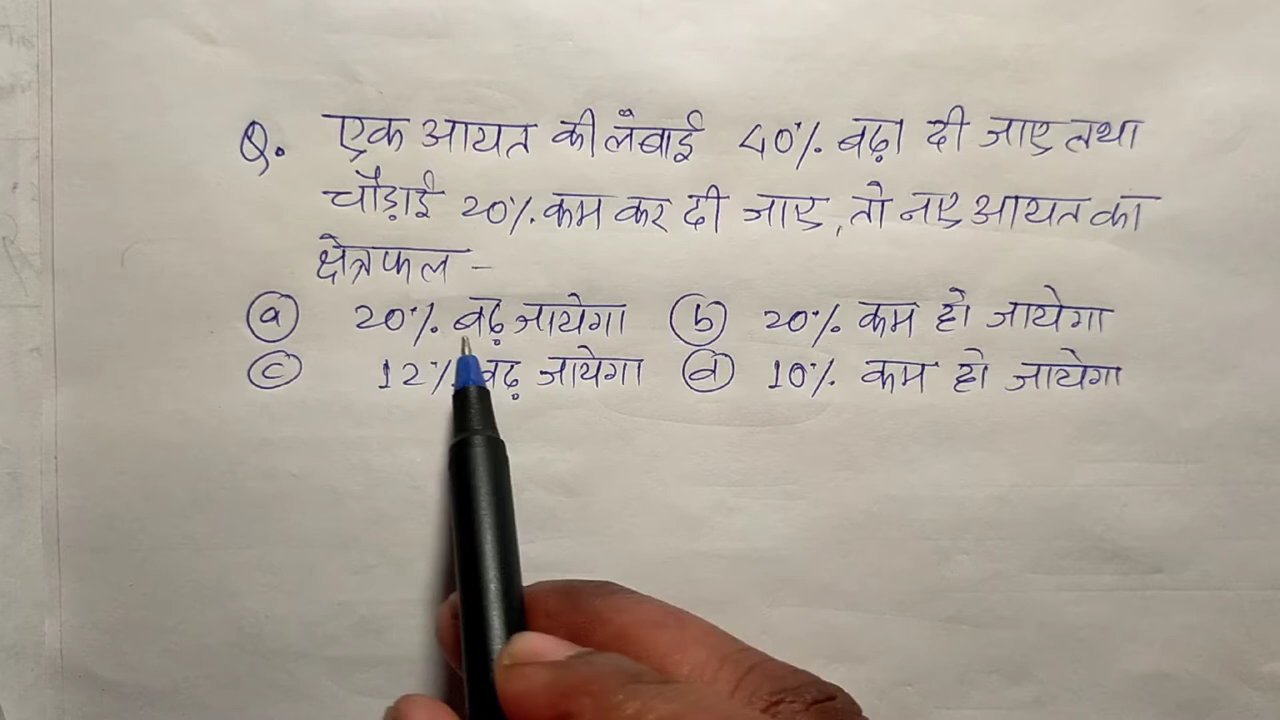 Q. एक आयत की लंबाई 40% बढ़ा दी जाए तथा
चौड़ाई 20% कम कर दी जाए, तो नए आयत का
क्षेत्रफल -
(a) 20% बढ़ जायेगा (b) 20% कम हो जायेगा
(c) 12% बढ़ जायेगा (d) 10% कम हो जायेगा